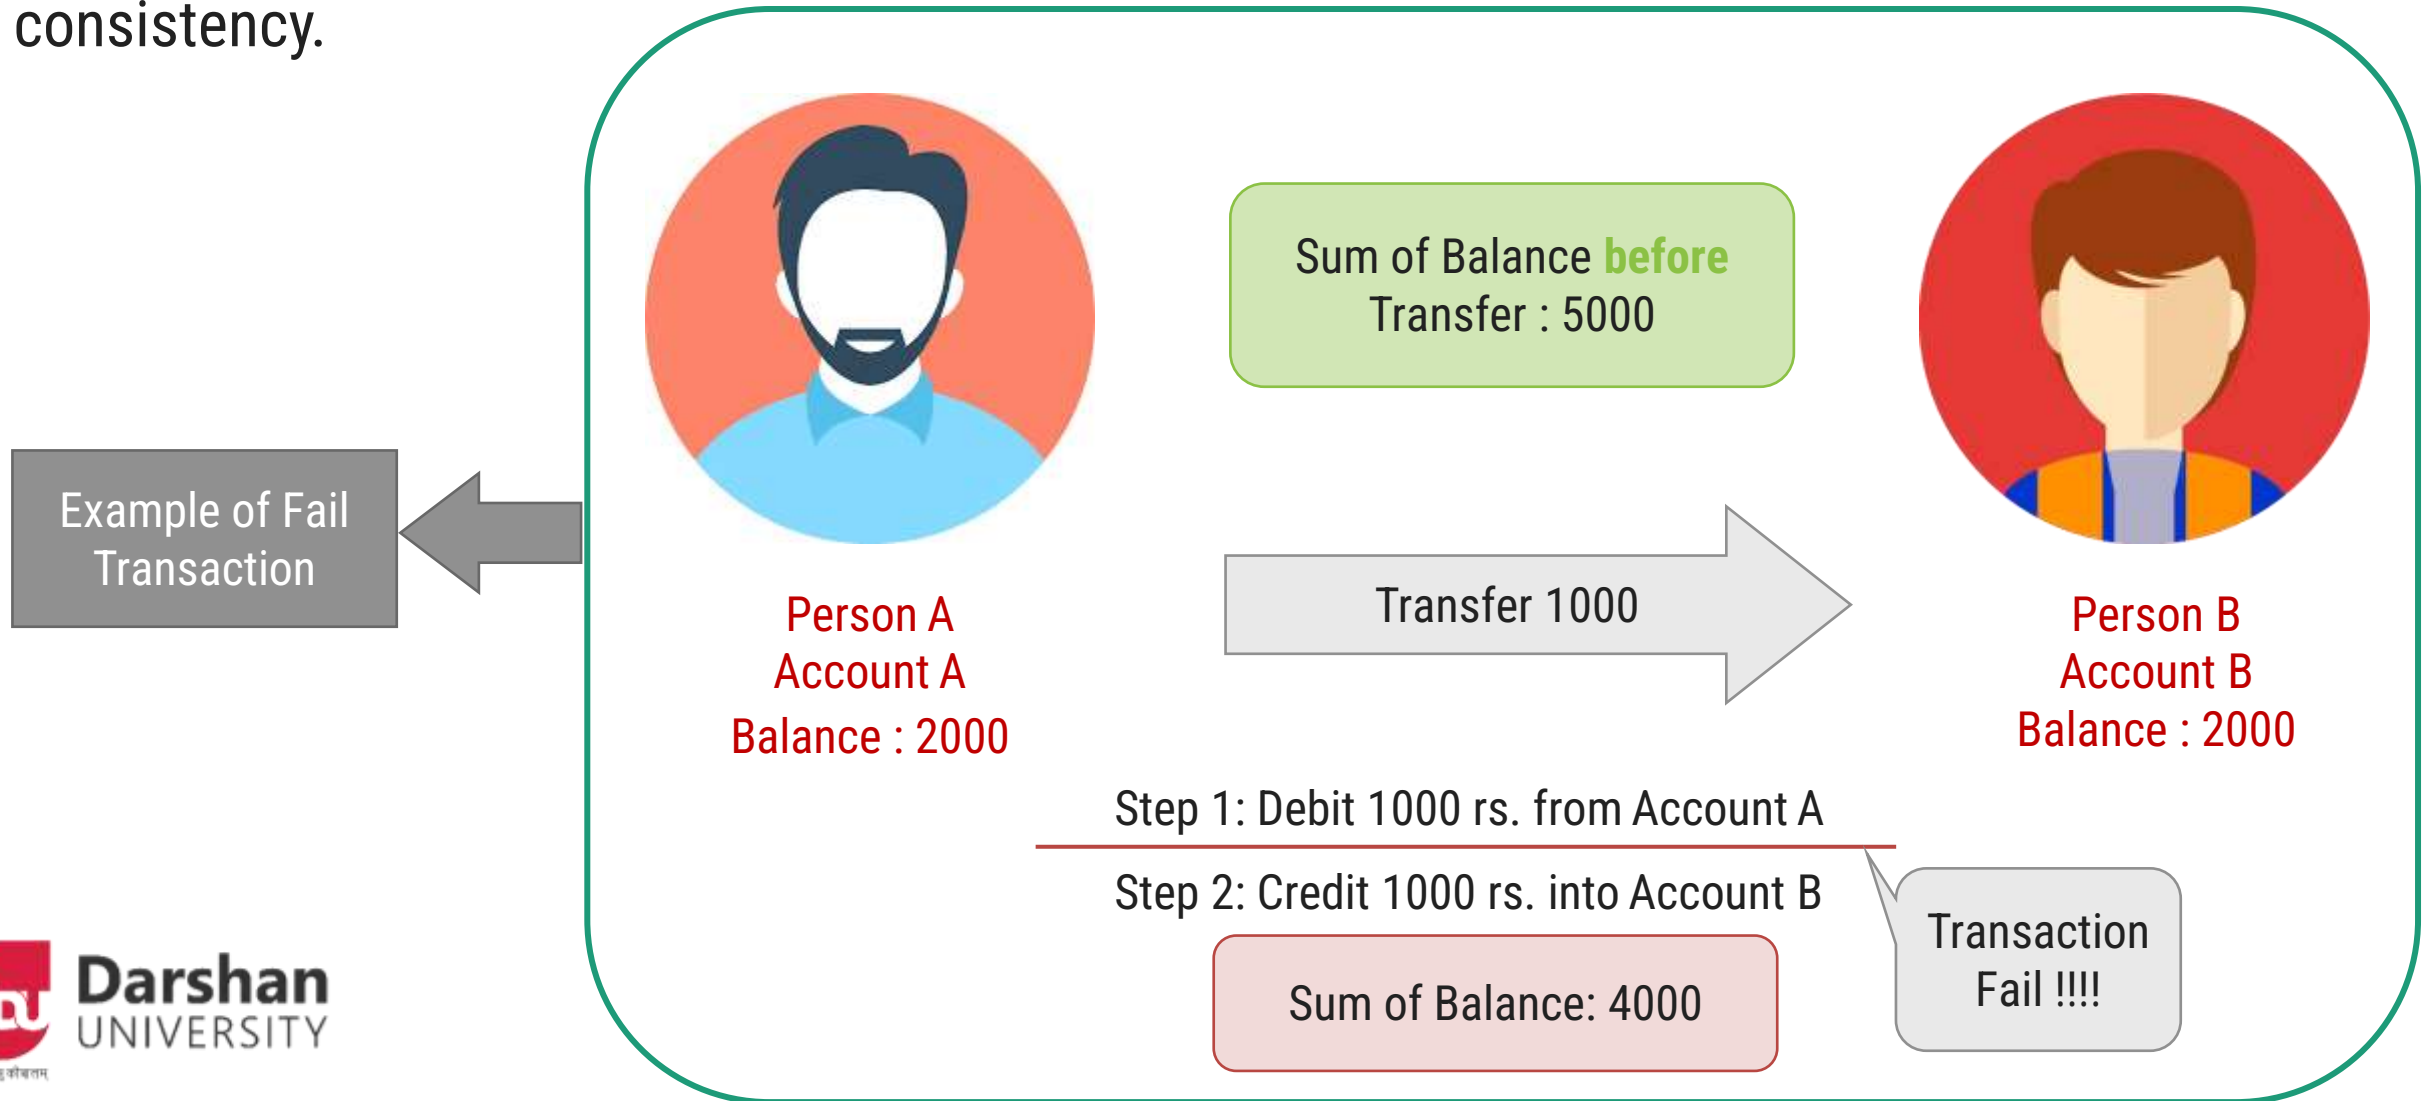 consistency.
Sum of Balance before
Transfer : 5000
Example of Fail
Transaction
Transfer 1000
Person A
Account A
Balance : 2000
Person B
Account B
Balance : 2000
Step 1: Debit 1000 rs. from Account A
Step 2: Credit 1000 rs. into Account B
Transaction
Fail !!!!
Sum of Balance: 4000
DU
Darshan
UNIVERSITY